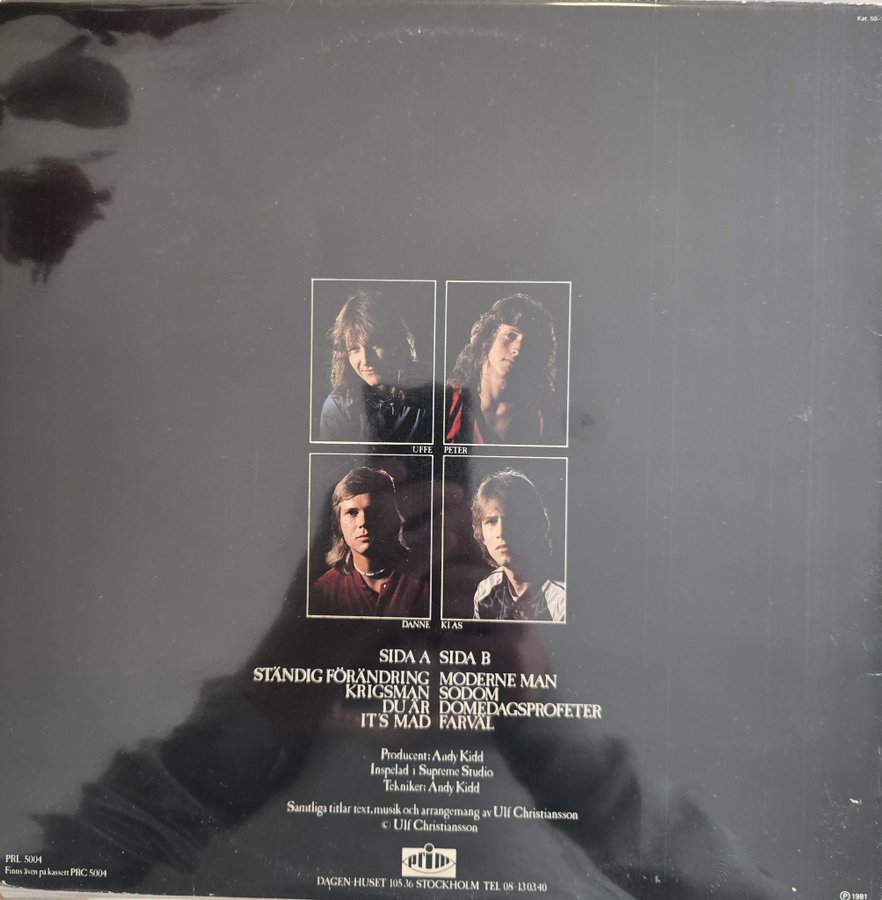 Kat. 50-
UFFE PETER
DANNE KLAS
SIDA A SIDA B
STÄNDIG FÖRÄNDRING MODERNE MAN
KRIGSMAN SODOM
DU ÄR DOMEDAGSPROFETER
IT'S MAD FARVÄL
Producent: Andy Kidd
Inspelad i Supreme Studio
Tekniker: Andy Kidd
Samtliga titlar text, musik och arrangemang av Ulf Christiansson
© Ulf Christiansson
prim
PRL 5004
Finns även på kassett PRC 5004
DAGEN-HUSET 105 36 STOCKHOLM TEL 08-13 03 40
℗ 1981